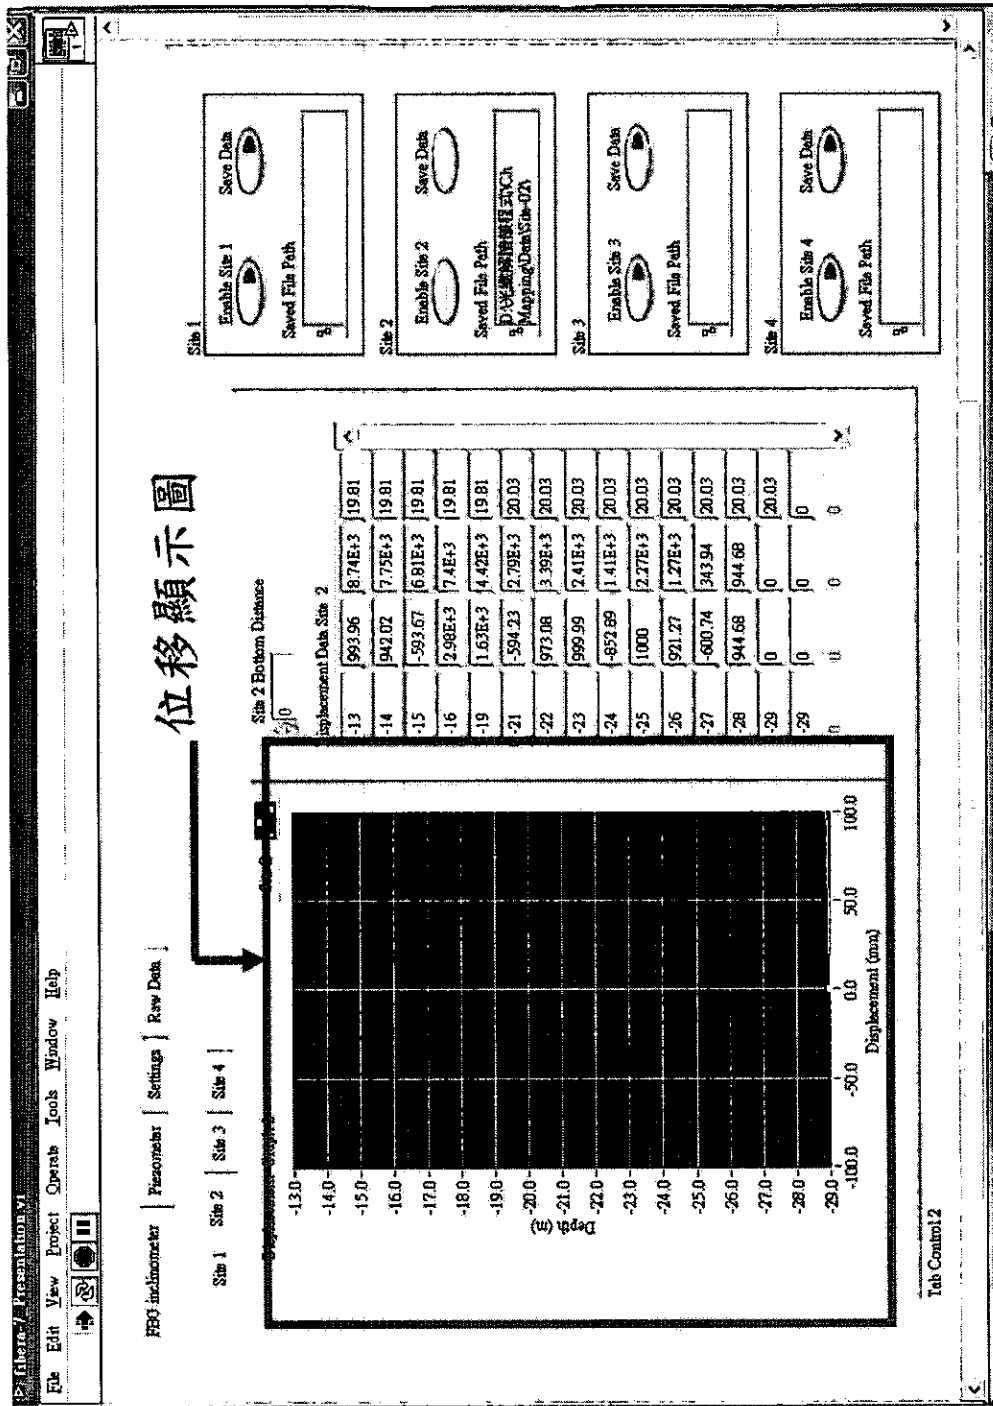 File Edit View Project Operate Tools Window Help
FBG inclinometer Piezometer Settings Raw Data
Site 1 Site 2 Site 3 Site 4
位移顯示圖
-13.0
-14.0
-15.0
-16.0
-17.0
-18.0
-19.0
-20.0
-21.0
-22.0
-23.0
-24.0
-25.0
-26.0
-27.0
-28.0
-29.0
Depth (m)
-100.0 -50.0 0.0 50.0 100.0
Displacement (mm)
Site 2 Bottom Distance
0
Displacement Data Site 2
-13 993.96 8.74E+3 19.81
-14 942.02 7.75E+3 19.81
-15 -593.67 6.81E+3 19.81
-16 2.98E+3 7.4E+3 19.81
-19 1.63E+3 4.42E+3 19.81
-21 -594.23 2.79E+3 20.03
-22 973.08 3.39E+3 20.03
-23 999.99 2.41E+3 20.03
-24 -852.89 1.41E+3 20.03
-25 1000 2.27E+3 20.03
-26 921.27 1.27E+3 20.03
-27 -600.74 343.94 20.03
-28 944.68 944.68 20.03
-29 0 0 20.03
-29 0 0 0
0 0 0 0
Tab Control 2
Site 1
Enable Site 1 Save Data
Saved File Path
Site 2
Enable Site 2 Save Data
Saved File Path
Mapping\Data\Site-02\
Site 3
Enable Site 3 Save Data
Saved File Path
Site 4
Enable Site 4 Save Data
Saved File Path